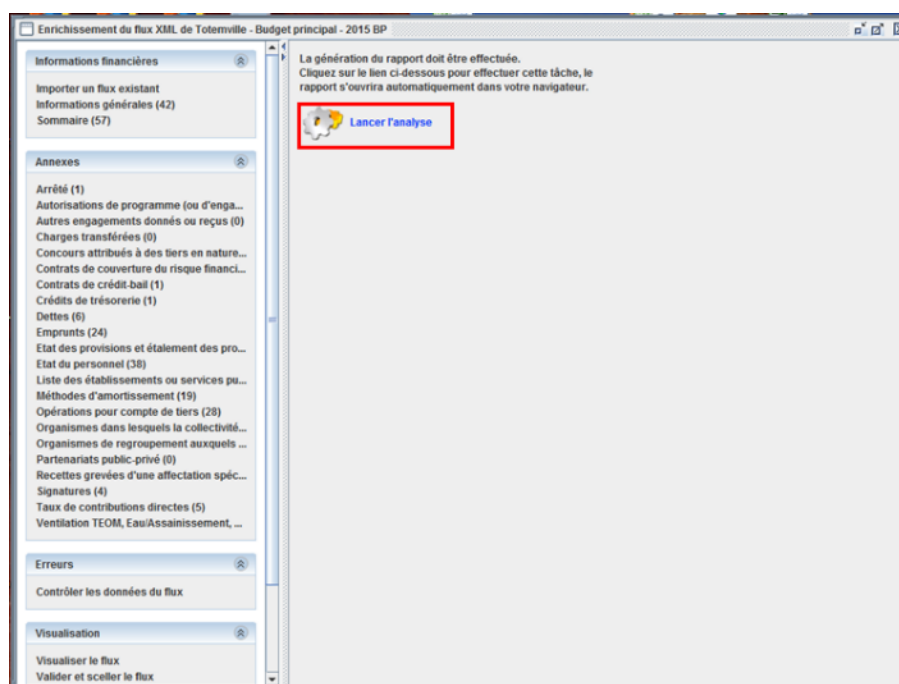 Enrichissement du flux XML de Totemville - Budget principal - 2015 BP
Informations financières
Importer un flux existant
Informations générales (42)
Sommaire (57)
Annexes
Arrêté (1)
Autorisations de programme (ou d'enga...
Autres engagements donnés ou reçus (0)
Charges transférées (0)
Concours attribués à des tiers en nature...
Contrats de couverture du risque financi...
Contrats de crédit-bail (1)
Crédits de trésorerie (1)
Dettes (6)
Emprunts (24)
Etat des provisions et étalement des pro...
Etat du personnel (38)
Liste des établissements ou services pu...
Méthodes d'amortissement (19)
Opérations pour compte de tiers (28)
Organismes dans lesquels la collectivité...
Organismes de regroupement auxquels ...
Partenariats public-privé (0)
Recettes grevées d'une affectation spéc...
Signatures (4)
Taux de contributions directes (5)
Ventilation TEOM, Eau/Assainissement, ...
Erreurs
Contrôler les données du flux
Visualisation
Visualiser le flux
Valider et sceller le flux
La génération du rapport doit être effectuée.
Cliquez sur le lien ci-dessous pour effectuer cette tâche, le
rapport s'ouvrira automatiquement dans votre navigateur.
Lancer l'analyse